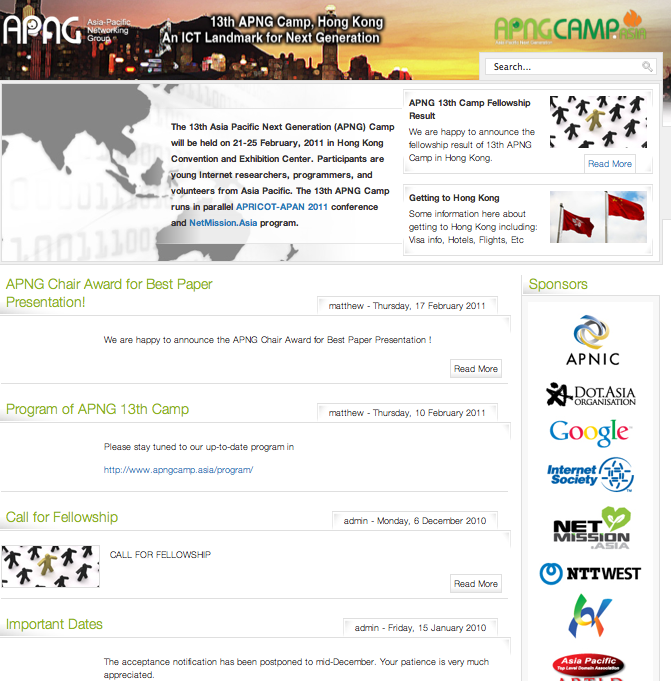 APNG
Asia-Pacific
Networking
Group
13th APNG Camp, Hong Kong
An ICT Landmark for Next Generation
APNGCAMP.ASIA
Asia Pacific Next Generation
Search...
The 13th Asia Pacific Next Generation (APNG) Camp
will be held on 21-25 February, 2011 in Hong Kong
Convention and Exhibition Center. Participants are
young Internet researchers, programmers, and
volunteers from Asia Pacific. The 13th APNG Camp
runs in parallel APRICOT-APAN 2011 conference
and NetMission.Asia program.
APNG 13th Camp Fellowship
Result
We are happy to announce the
fellowship result of 13th APNG
Camp in Hong Kong.
Read More
Getting to Hong Kong
Some information here about
getting to Hong Kong including:
Visa info, Hotels, Flights, Etc
APNG Chair Award for Best Paper
Presentation!
matthew - Thursday, 17 February 2011
We are happy to announce the APNG Chair Award for Best Paper Presentation !
Read More
Program of APNG 13th Camp
matthew - Thursday, 10 February 2011
Please stay tuned to our up-to-date program in
http://www.apngcamp.asia/program/
Call for Fellowship
admin - Monday, 6 December 2010
CALL FOR FELLOWSHIP
Read More
Important Dates
admin - Friday, 15 January 2010
The acceptance notification has been postponed to mid-December. Your patience is very much
appreciated.
Sponsors
APNIC
DOT.ASIA
ORGANISATION
Google
Internet
Society
NET
MISSION
.ASIA
NTT WEST
Asia Pacific
Top Level Domain Association